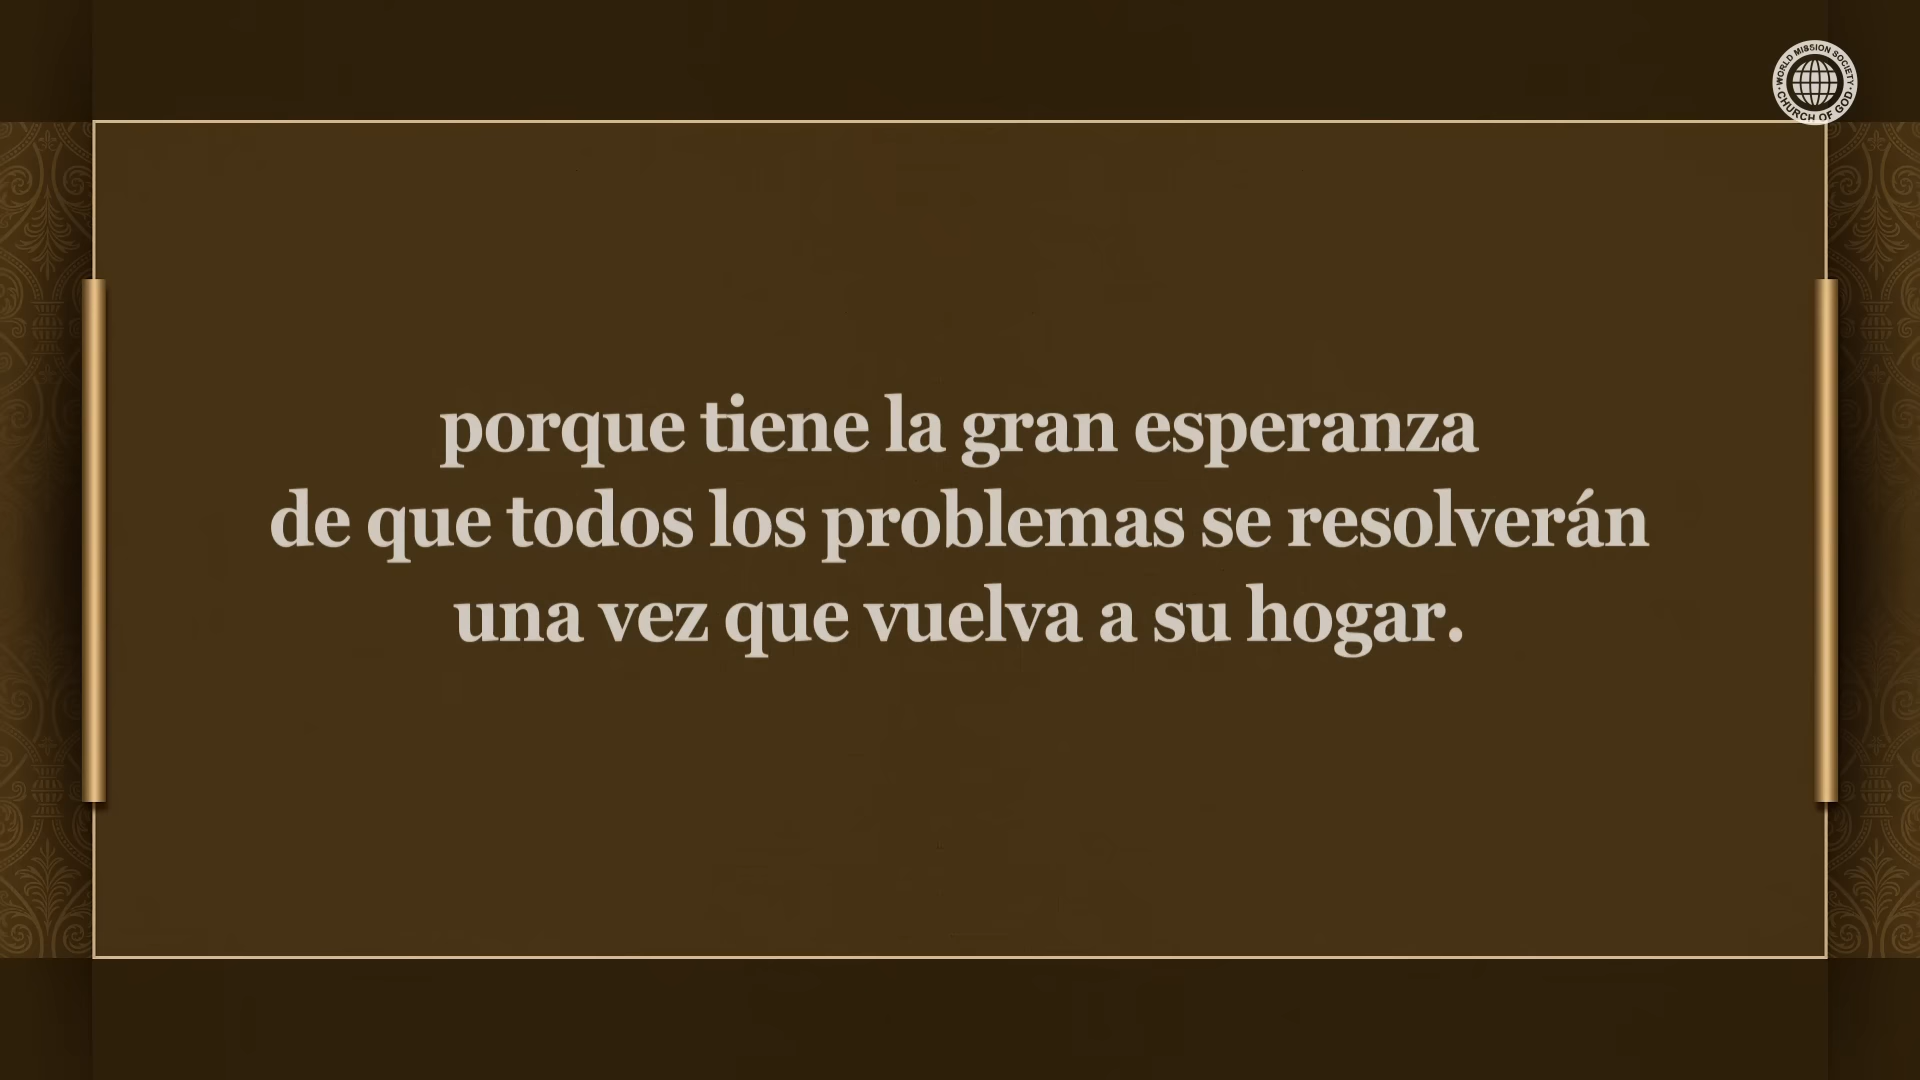 WORLD MISSION SOCIETY
CHURCH OF GOD
porque tiene la gran esperanza
de que todos los problemas se resolverán
una vez que vuelva a su hogar.